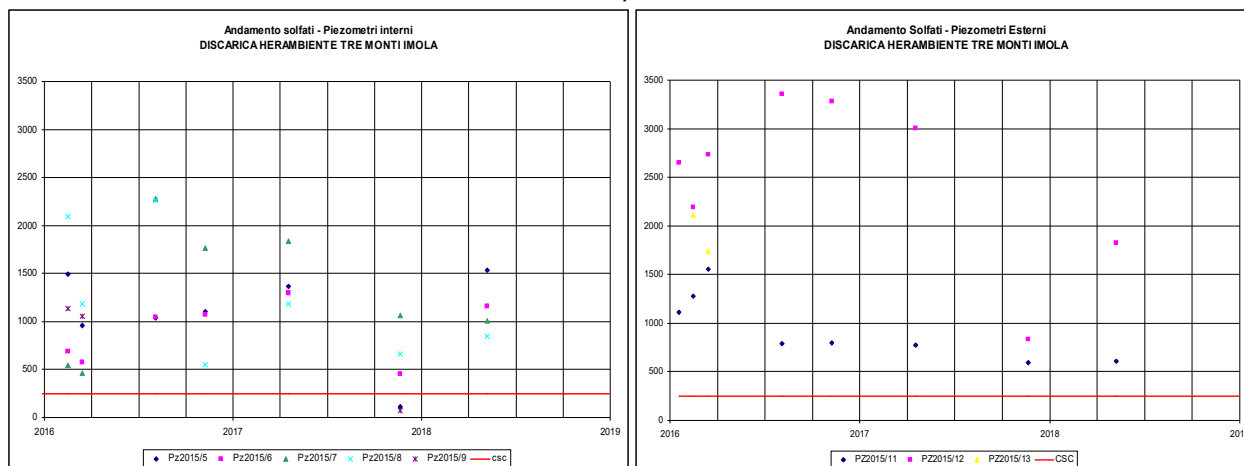 Andamento solfati - Piezometri interni
DISCARICA HERAMBIENTE TRE MONTI IMOLA
3500
3000
2500
2000
1500
1000
500
0
2016 2017 2018 2019
Pz2015/5 Pz2015/6 Pz2015/7 Pz2015/8 Pz2015/9 csc
Andamento Solfati - Piezometri Esterni
DISCARICA HERAMBIENTE TRE MONTI IMOLA
3500
3000
2500
2000
1500
1000
500
0
2016 2017 2018 201
PZ2015/11 PZ2015/12 PZ2015/13 CSC